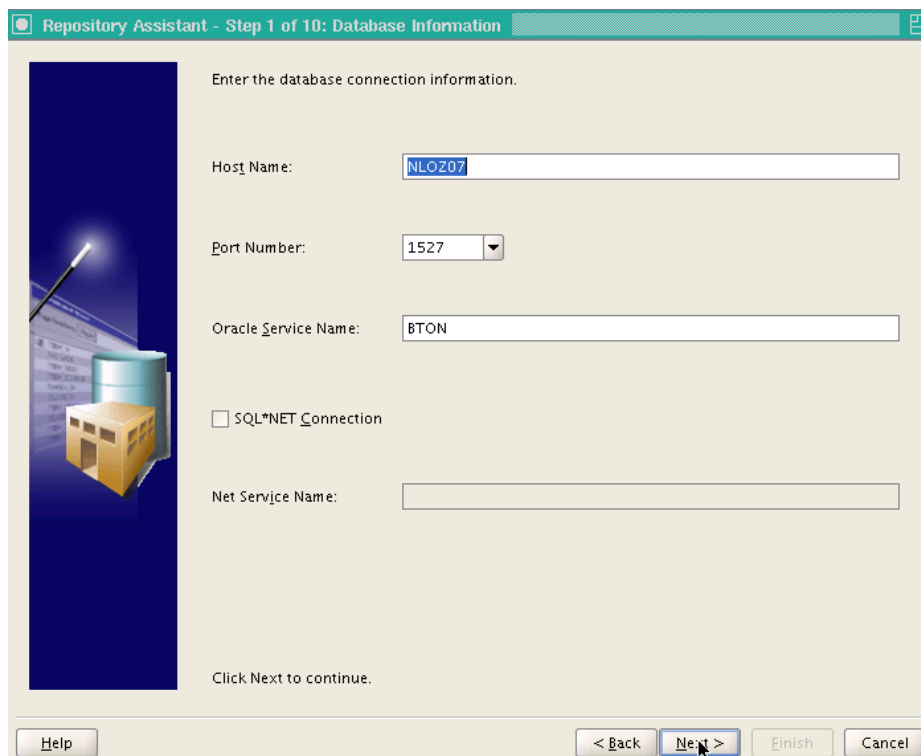 Repository Assistant - Step 1 of 10: Database Information
Enter the database connection information.
Host Name: NLOZ07
Port Number: 1527
Oracle Service Name: BTON
SQL*NET Connection
Net Service Name:
Click Next to continue.
Help < Back Next > Finish Cancel